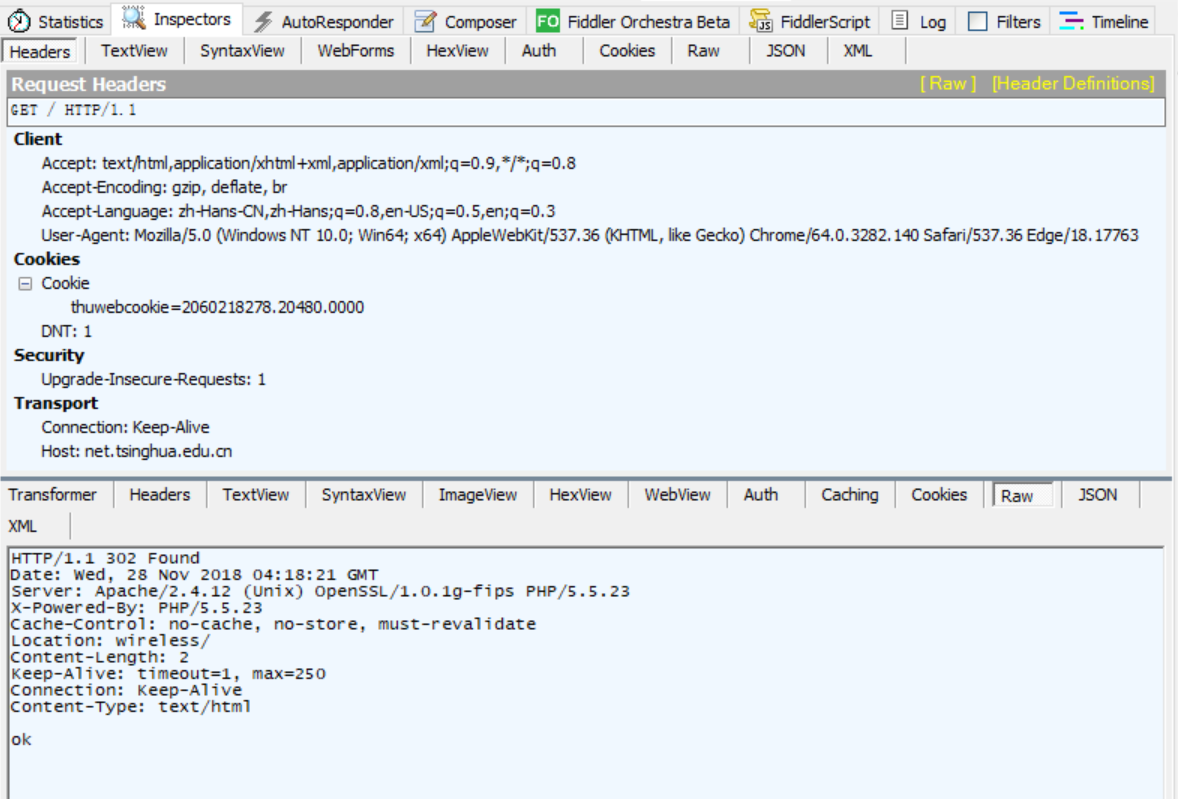 Statistics Inspectors AutoResponder Composer FO Fiddler Orchestra Beta JS FiddlerScript Log Filters Timeline
Headers TextView SyntaxView WebForms HexView Auth Cookies Raw JSON XML
Request Headers [ Raw ] [Header Definitions]
GET / HTTP/1.1
Client
Accept: text/html,application/xhtml+xml,application/xml;q=0.9,*/*;q=0.8
Accept-Encoding: gzip, deflate, br
Accept-Language: zh-Hans-CN,zh-Hans;q=0.8,en-US;q=0.5,en;q=0.3
User-Agent: Mozilla/5.0 (Windows NT 10.0; Win64; x64) AppleWebKit/537.36 (KHTML, like Gecko) Chrome/64.0.3282.140 Safari/537.36 Edge/18.17763
Cookies
Cookie
thuwebcookie=2060218278.20480.0000
DNT: 1
Security
Upgrade-Insecure-Requests: 1
Transport
Connection: Keep-Alive
Host: net.tsinghua.edu.cn
Transformer Headers TextView SyntaxView ImageView HexView WebView Auth Caching Cookies Raw JSON
XML
HTTP/1.1 302 Found
Date: Wed, 28 Nov 2018 04:18:21 GMT
Server: Apache/2.4.12 (Unix) OpenSSL/1.0.1g-fips PHP/5.5.23
X-Powered-By: PHP/5.5.23
Cache-Control: no-cache, no-store, must-revalidate
Location: wireless/
Content-Length: 2
Keep-Alive: timeout=1, max=250
Connection: Keep-Alive
Content-Type: text/html
ok